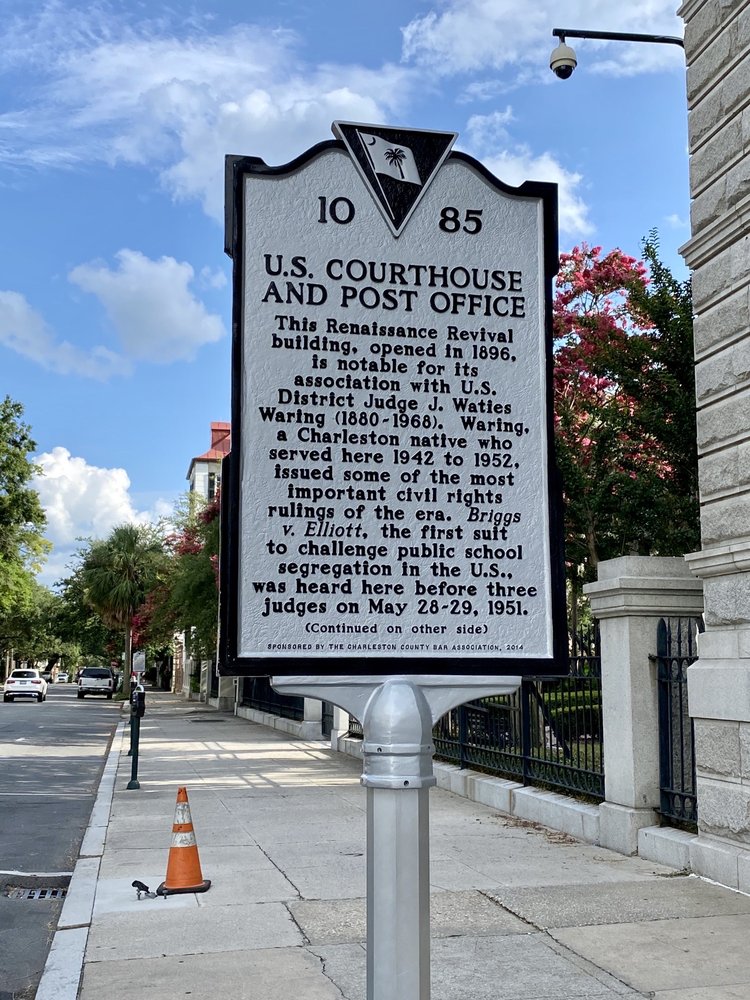 10 85
U.S. COURTHOUSE
AND POST OFFICE
This Renaissance Revival
building, opened in 1896,
is notable for its
association with U.S.
District Judge J. Waties
Waring (1880-1968). Waring,
a Charleston native who
served here 1942 to 1952,
issued some of the most
important civil rights
rulings of the era. Briggs
v. Elliott, the first suit
to challenge public school
segregation in the U.S.,
was heard here before three
judges on May 28-29, 1951.
(Continued on other side)
SPONSORED BY THE CHARLESTON COUNTY BAR ASSOCIATION, 2014